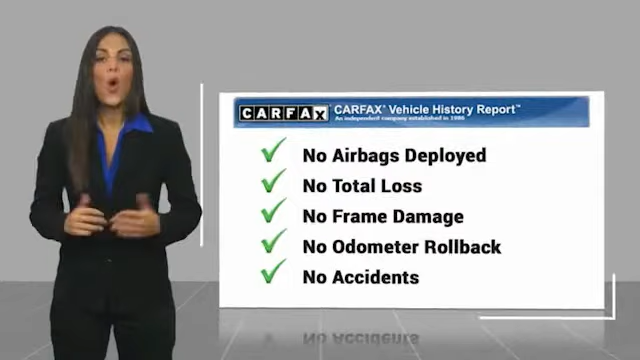 CARFAX CARFAX® Vehicle History Report™
An independent company established in 1986
No Airbags Deployed
No Total Loss
No Frame Damage
No Odometer Rollback
No Accidents